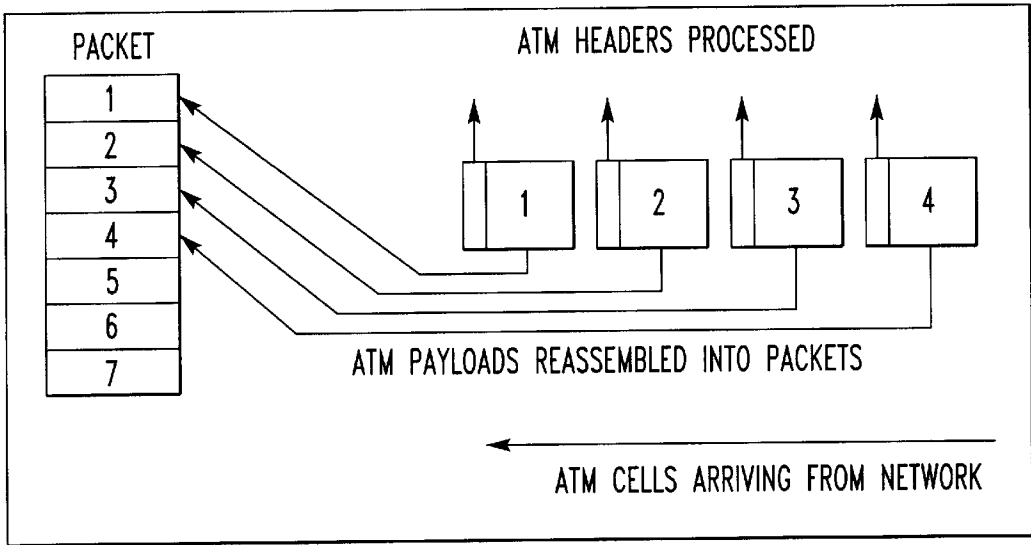 PACKET
1
2
3
4
5
6
7
ATM HEADERS PROCESSED
1 2 3 4
ATM PAYLOADS REASSEMBLED INTO PACKETS
ATM CELLS ARRIVING FROM NETWORK